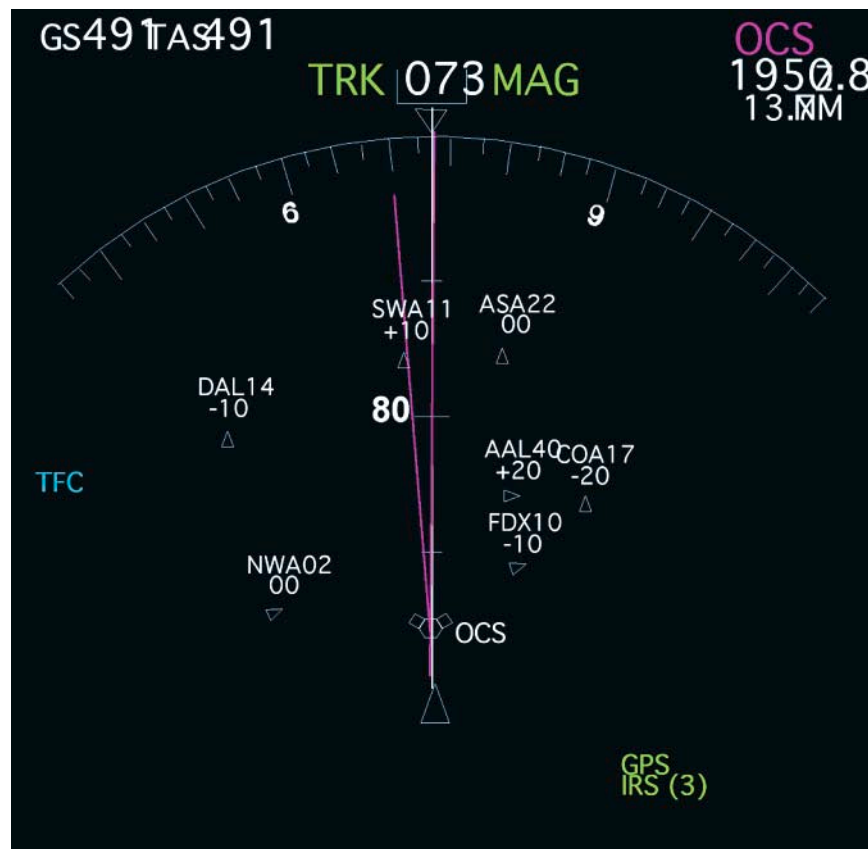 GS491 TAS491
OCS
TRK 073 MAG
1950
6
9
SWA11
+10
ASA22
00
DAL14
-10
80
TFC
AAL40
+20
COA17
-20
FDX10
-10
NWA02
00
OCS
GPS
IRS (3)